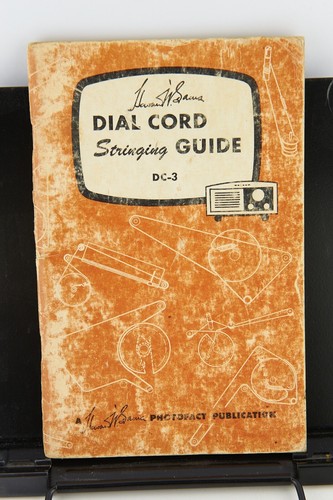 Howard W. Sams
DIAL CORD
Stringing GUIDE
DC-3
A Howard W. Sams PHOTOFACT PUBLICATION